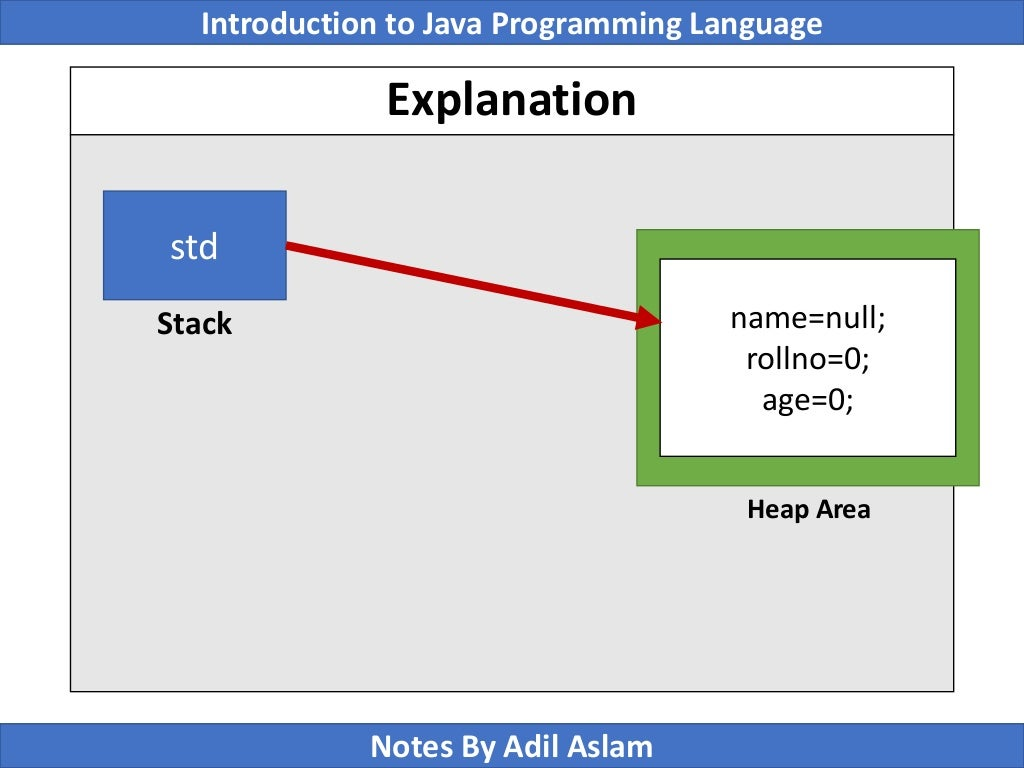 Introduction to Java Programming Language
Explanation
std
Stack
name=null;
rollno=0;
age=0;
Heap Area
Notes By Adil Aslam